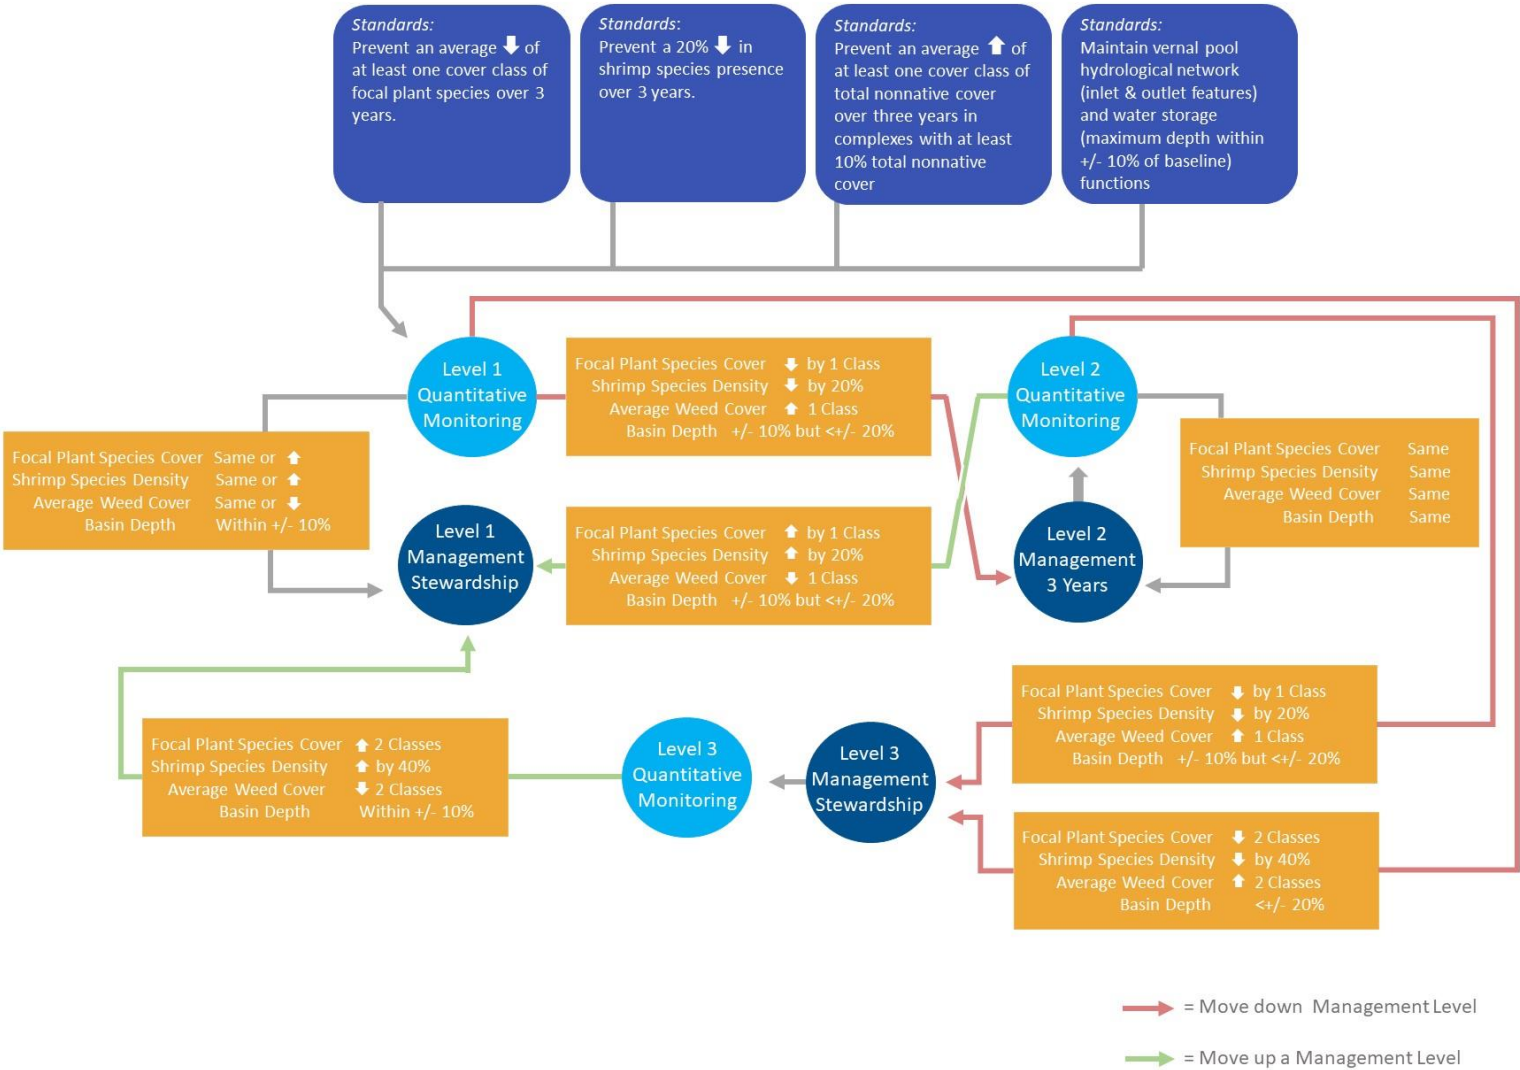 Standards:
Prevent an average ⬇ of
at least one cover class of
focal plant species over 3
years.
Standards:
Prevent a 20% ⬇ in
shrimp species presence
over 3 years.
Standards:
Prevent an average ⬆ of
at least one cover class of
total nonnative cover
over three years in
complexes with at least
10% total nonnative
cover
Standards:
Maintain vernal pool
hydrological network
(inlet & outlet features)
and water storage
(maximum depth within
+/- 10% of baseline)
functions
Level 1
Quantitative
Monitoring
Focal Plant Species Cover ⬇ by 1 Class
Shrimp Species Density ⬇ by 20%
Average Weed Cover ⬆ 1 Class
Basin Depth +/- 10% but <+/- 20%
Level 2
Quantitative
Monitoring
Focal Plant Species Cover Same or ⬆
Shrimp Species Density Same or ⬆
Average Weed Cover Same or ⬇
Basin Depth Within +/- 10%
Focal Plant Species Cover Same
Shrimp Species Density Same
Average Weed Cover Same
Basin Depth Same
Level 1
Management
Stewardship
Focal Plant Species Cover ⬆ by 1 Class
Shrimp Species Density ⬆ by 20%
Average Weed Cover ⬇ 1 Class
Basin Depth +/- 10% but <+/- 20%
Level 2
Management
3 Years
Focal Plant Species Cover ⬇ by 1 Class
Shrimp Species Density ⬇ by 20%
Average Weed Cover ⬆ 1 Class
Basin Depth +/- 10% but <+/- 20%
Focal Plant Species Cover ⬆ 2 Classes
Shrimp Species Density ⬆ by 40%
Average Weed Cover ⬇ 2 Classes
Basin Depth Within +/- 10%
Level 3
Quantitative
Monitoring
Level 3
Management
Stewardship
Focal Plant Species Cover ⬇ 2 Classes
Shrimp Species Density ⬇ by 40%
Average Weed Cover ⬆ 2 Classes
Basin Depth <+/- 20%
= Move down Management Level
= Move up a Management Level